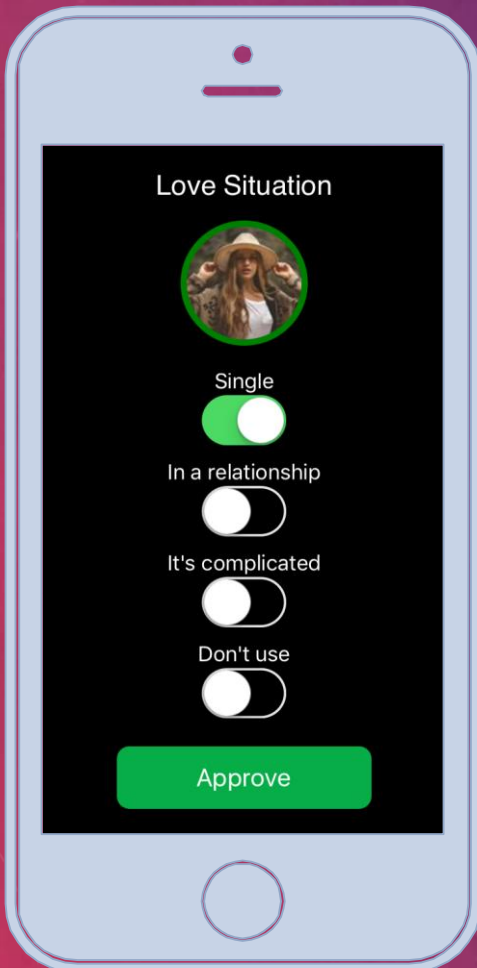 Love Situation
Single
In a relationship
It's complicated
Don't use
Approve